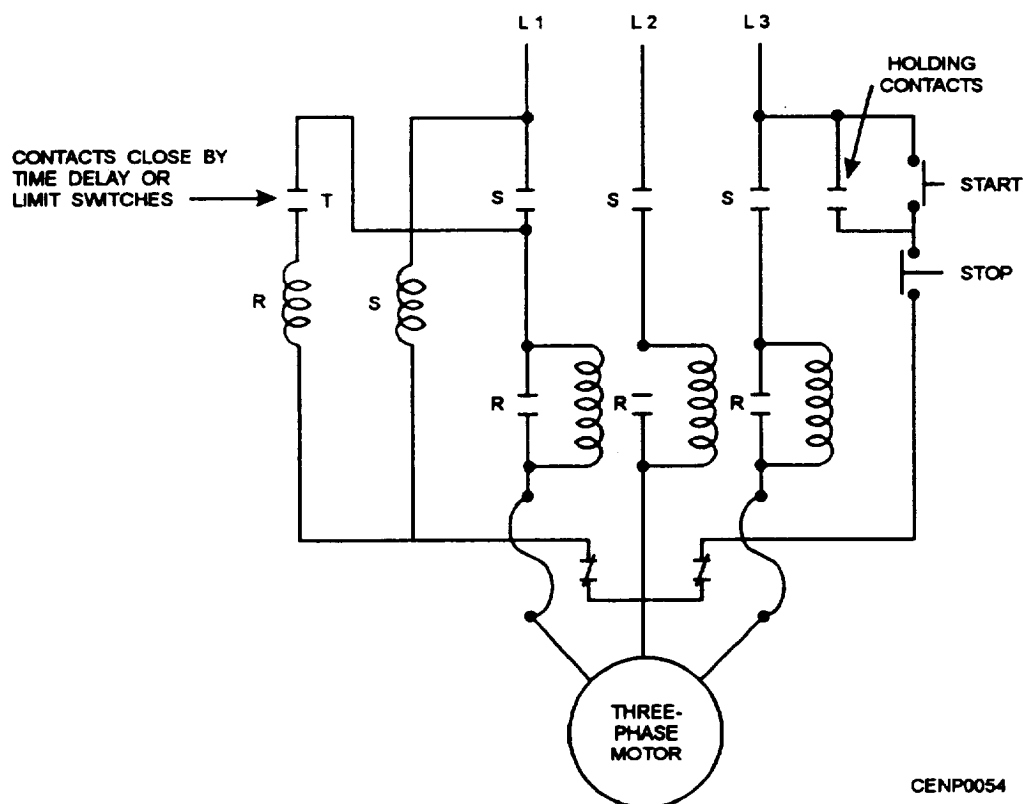 L 1
L 2
L 3
HOLDING
CONTACTS
CONTACTS CLOSE BY
TIME DELAY OR
LIMIT SWITCHES
T
S
S
S
START
STOP
R
S
R
R
R
THREE-
PHASE
MOTOR
CENP0054